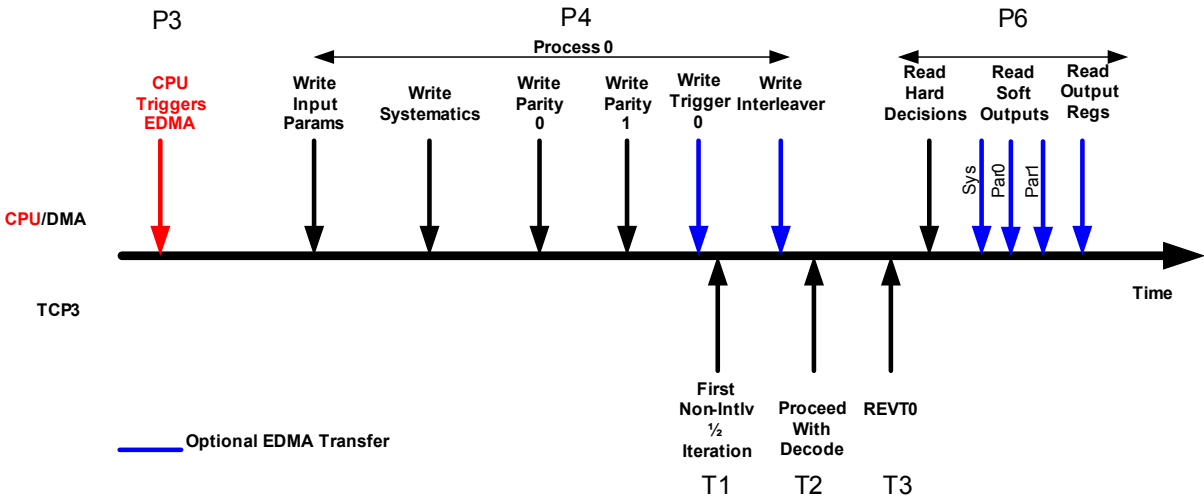 P3
P4
P6
Process 0
CPU
Triggers
EDMA
Write
Input
Params
Write
Systematics
Write
Parity
0
Write
Parity
1
Write
Trigger
0
Write
Interleaver
Read
Hard
Decisions
Read
Soft
Outputs
Read
Output
Regs
Sys
Par0
Par1
CPU/DMA
Time
TCP3
First
Non-Intlv
½
Iteration
Proceed
With
Decode
REVT0
Optional EDMA Transfer
T1
T2
T3